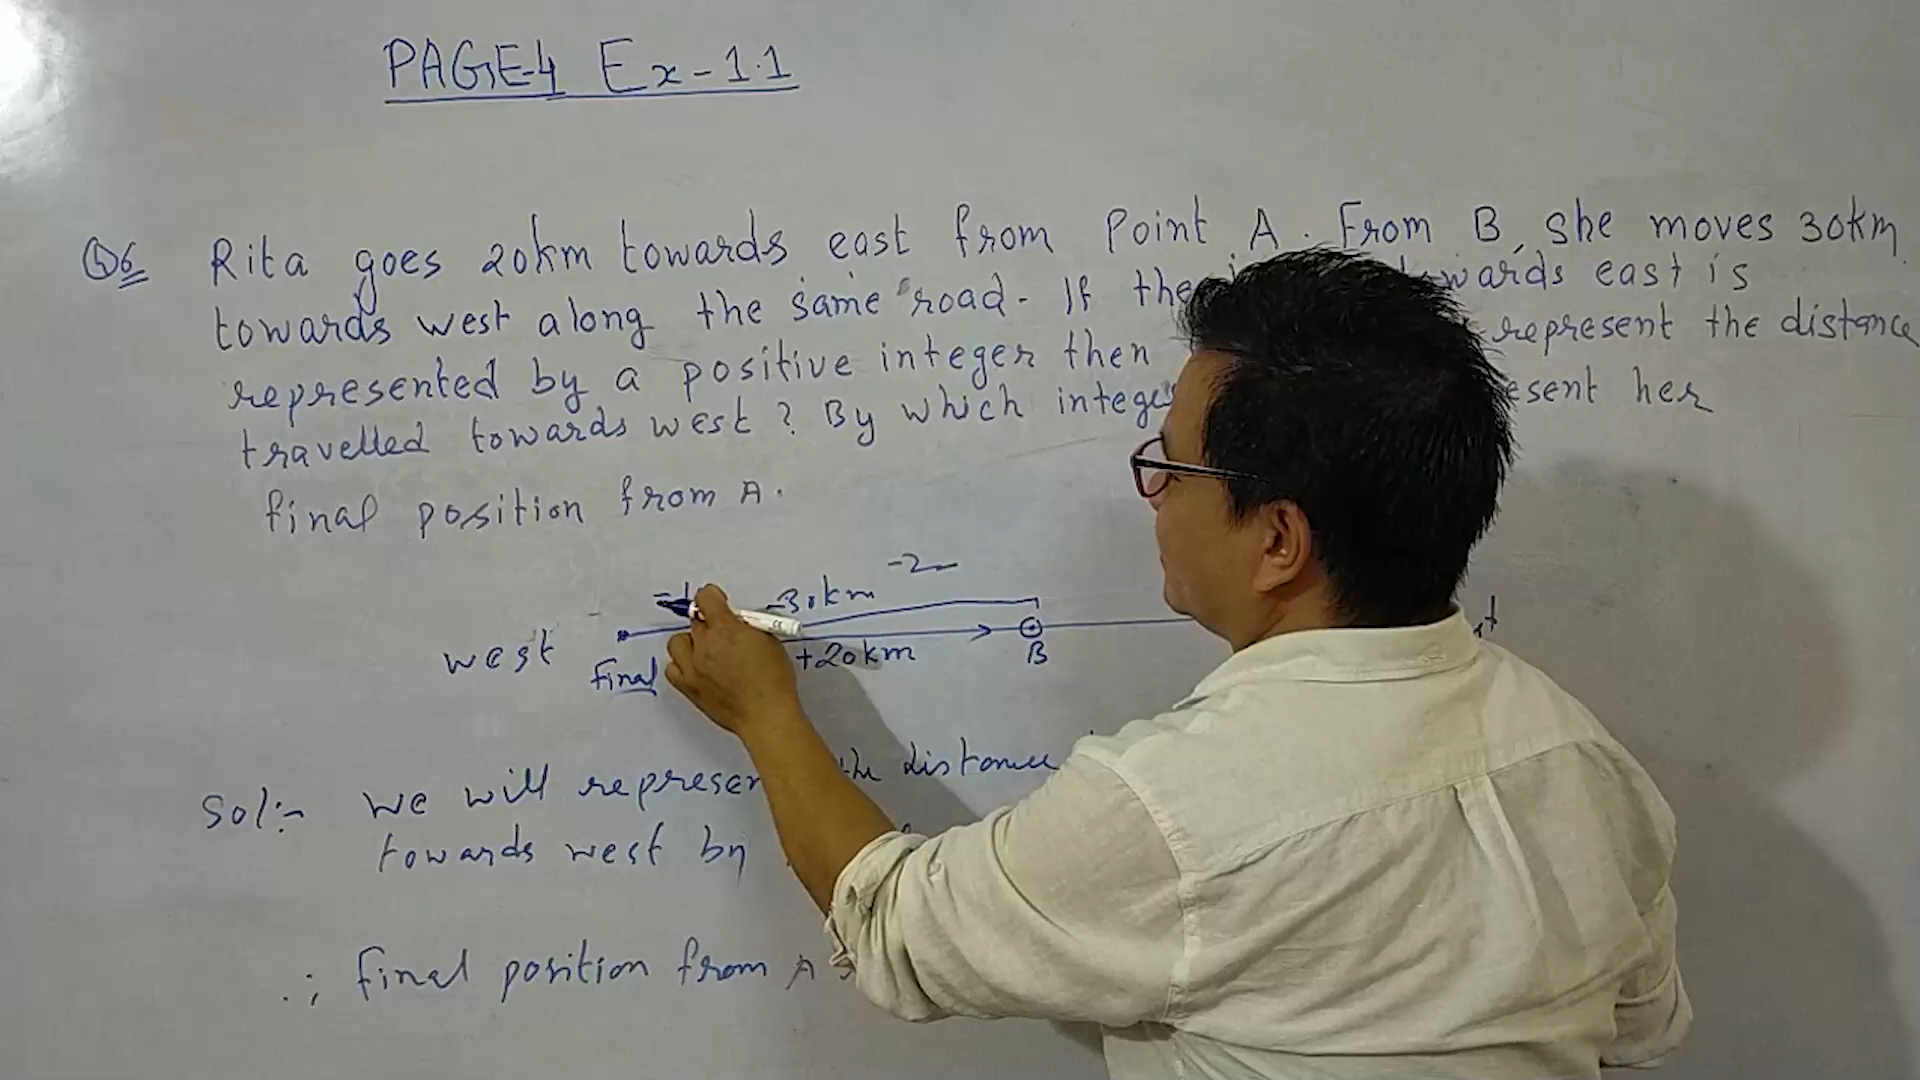 PAGE-4 Ex-1.1
Q6 Rita goes 20km towards east from Point A. From B, she moves 30km
towards west along the same road. If the towards east is
represented by a positive integer then represent the distance
travelled towards west? By which integer her
final position from A.
-2
-30km
west
+20km
B
final
Sol:- We will represent the distance
towards west by
∴ final position from A